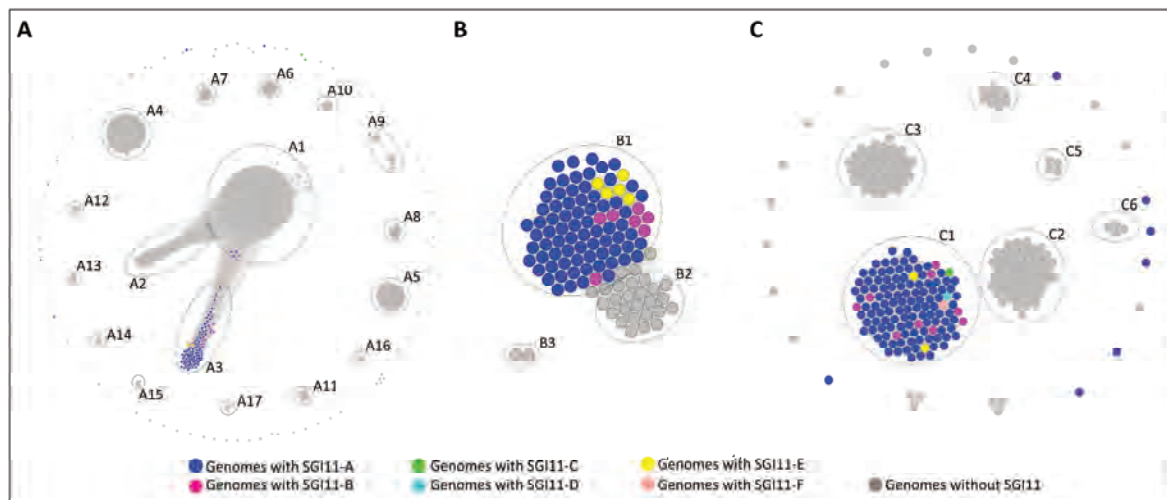 A
B
C
A7
A6
A10
A4
A9
A1
A12
A8
A13
A2
A5
A14
A3
A16
A15
A17
A11
B1
B2
B3
C4
C3
C5
C6
C1
C2
Genomes with SGI11-A
Genomes with SGI11-C
Genomes with SGI11-E
Genomes with SGI11-B
Genomes with SGI11-D
Genomes with SGI11-F
Genomes without SGI11